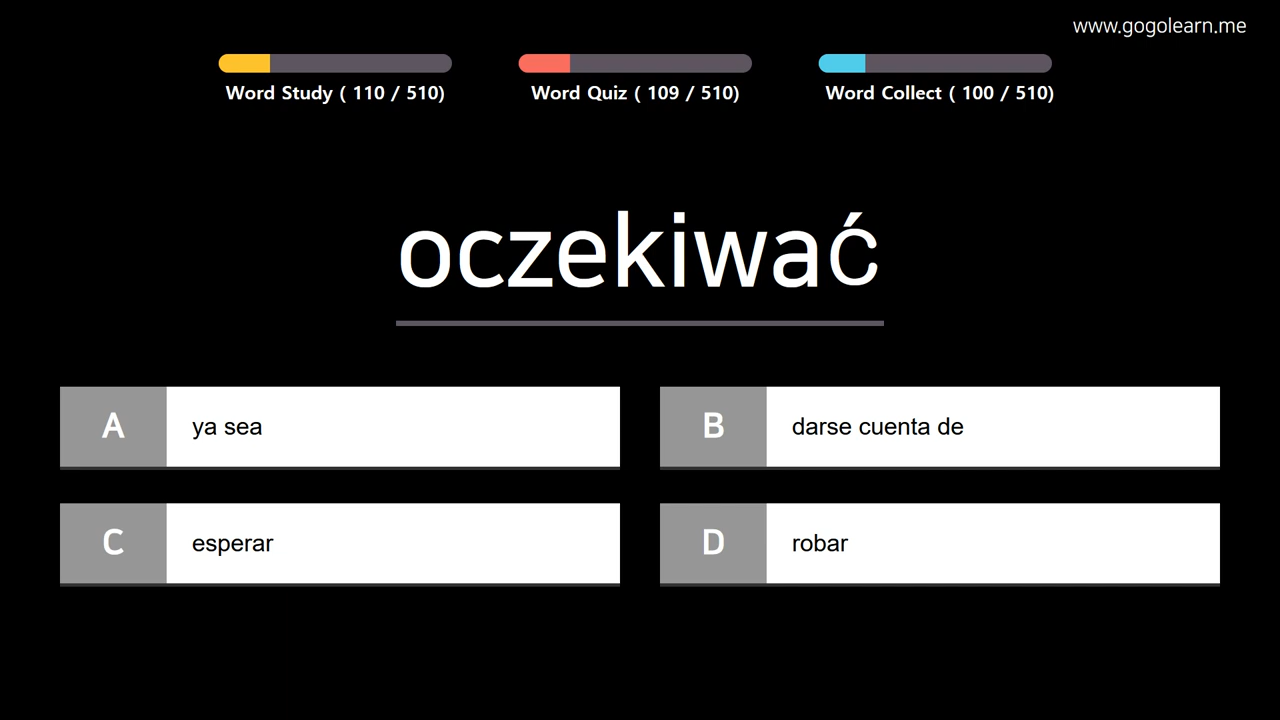 www.gogolearn.me
Word Study ( 110 / 510)
Word Quiz ( 109 / 510)
Word Collect ( 100 / 510)
oczekiwać
A
ya sea
B
darse cuenta de
C
esperar
D
robar